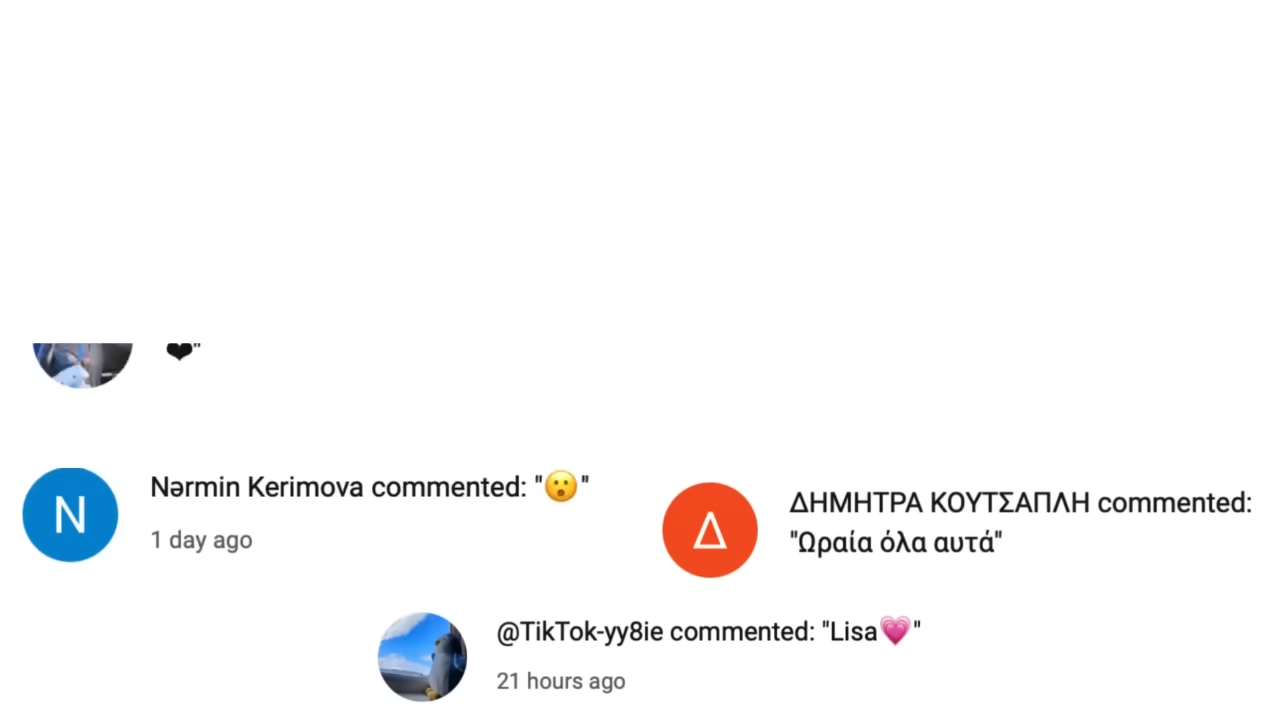 ❤"
Nərmin Kerimova commented: "😮"
1 day ago
N
ΔΗΜΗΤΡΑ ΚΟΥΤΣΑΠΛΗ commented:
"Ωραία όλα αυτά"
Δ
@TikTok-yy8ie commented: "Lisa💗"
21 hours ago